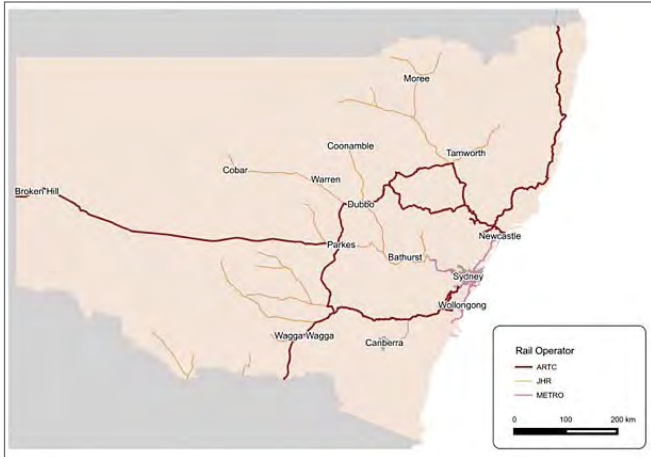 Moree
Coonamble
Tamworth
Cobar
Warren
Broken Hill
Dubbo
Newcastle
Parkes
Bathurst
Sydney
Wollongong
Wagga Wagga
Canberra
Rail Operator
ARTC
JHR
METRO
0 100 200 km